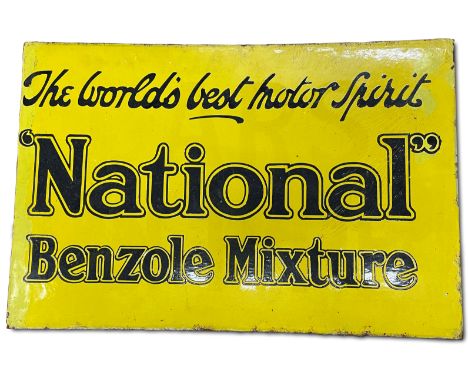 The world's best motor Spirit
"National"
Benzole Mixture